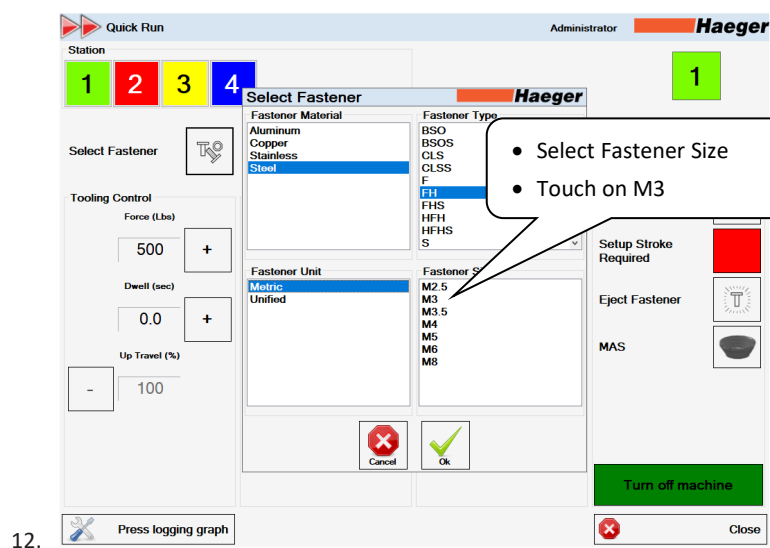 Quick Run
Administrator
Haeger
Station
1
2
3
4
1
Select Fastener
Haeger
Fastener Material
Aluminum
Copper
Stainless
Steel
Fastener Type
BSO
BSOS
CLS
CLSS
F
FH
FHS
HFH
HFHS
S
• Select Fastener Size
• Touch on M3
Select Fastener
Tooling Control
Force (Lbs)
500
+
Dwell (sec)
0.0
+
Up Travel (%)
-
100
Fastener Unit
Metric
Unified
Fastener S
M2.5
M3
M3.5
M4
M5
M6
M8
Cancel
Ok
Setup Stroke
Required
Eject Fastener
MAS
Turn off machine
12.
Press logging graph
Close